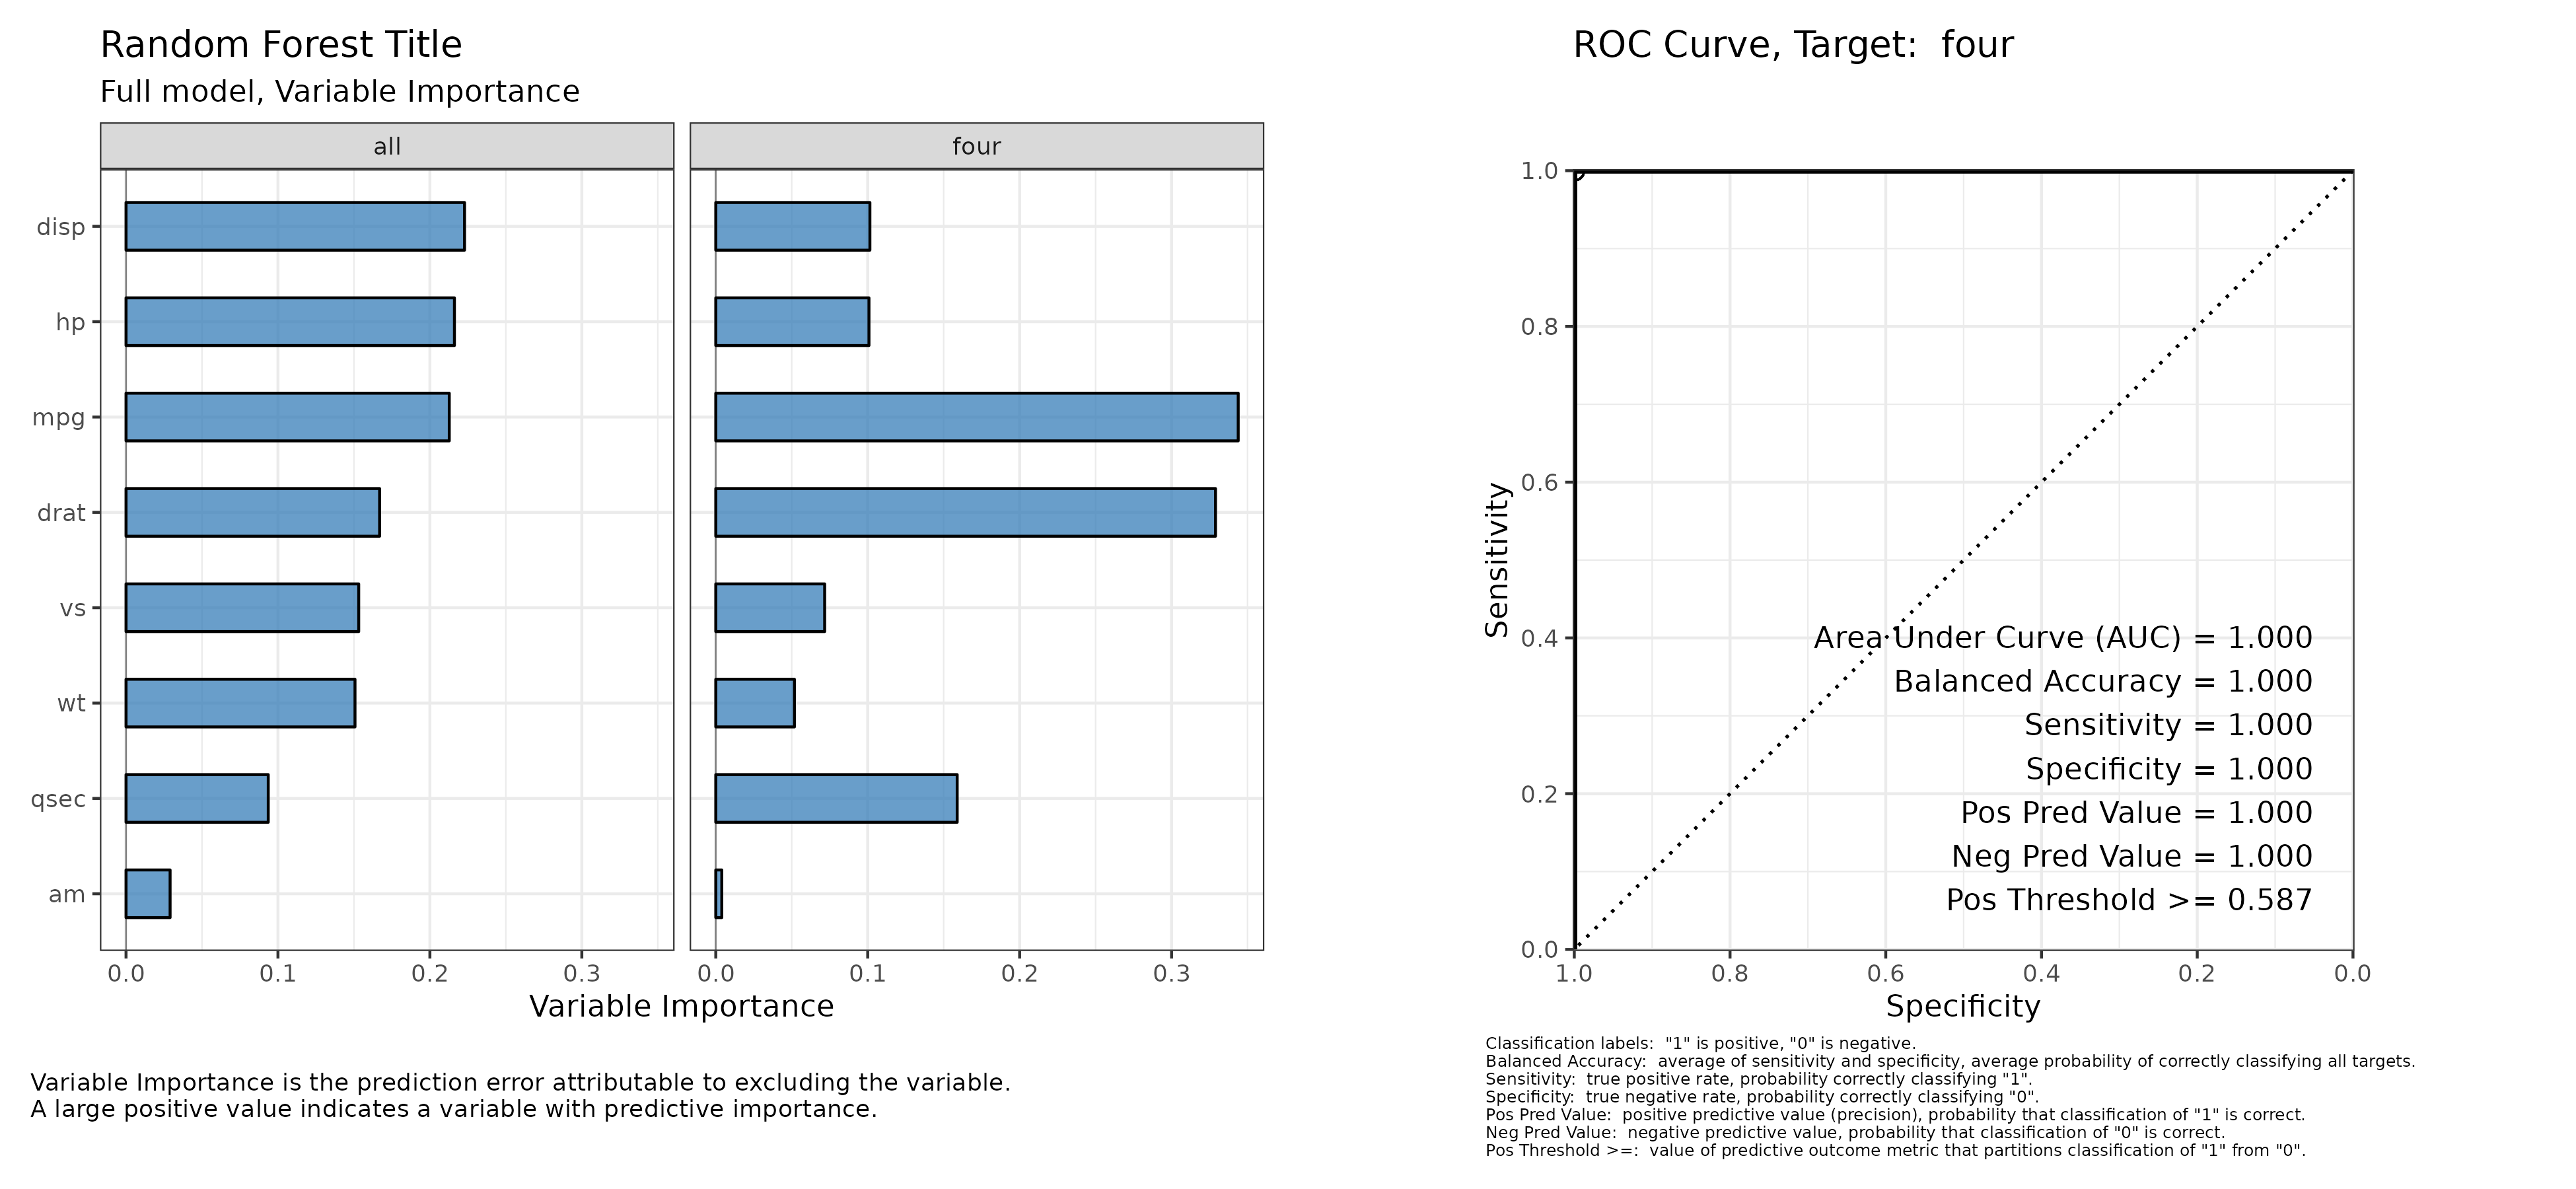 Random Forest Title
Full model, Variable Importance
all
four
disp
hp
mpg
drat
vs
wt
qsec
am
0.0 0.1 0.2 0.3
0.0 0.1 0.2 0.3
Variable Importance
Variable Importance is the prediction error attributable to excluding the variable.
A large positive value indicates a variable with predictive importance.
ROC Curve, Target:  four
1.0
0.8
0.6
0.4
0.2
0.0
Sensitivity
Area Under Curve (AUC) = 1.000
Balanced Accuracy = 1.000
Sensitivity = 1.000
Specificity = 1.000
Pos Pred Value = 1.000
Neg Pred Value = 1.000
Pos Threshold >= 0.587
1.0 0.8 0.6 0.4 0.2 0.0
Specificity
Classification labels:  "1" is positive, "0" is negative.
Balanced Accuracy:  average of sensitivity and specificity, average probability of correctly classifying all targets.
Sensitivity:  true positive rate, probability correctly classifying "1".
Specificity:  true negative rate, probability correctly classifying "0".
Pos Pred Value:  positive predictive value (precision), probability that classification of "1" is correct.
Neg Pred Value:  negative predictive value, probability that classification of "0" is correct.
Pos Threshold >=:  value of predictive outcome metric that partitions classification of "1" from "0".